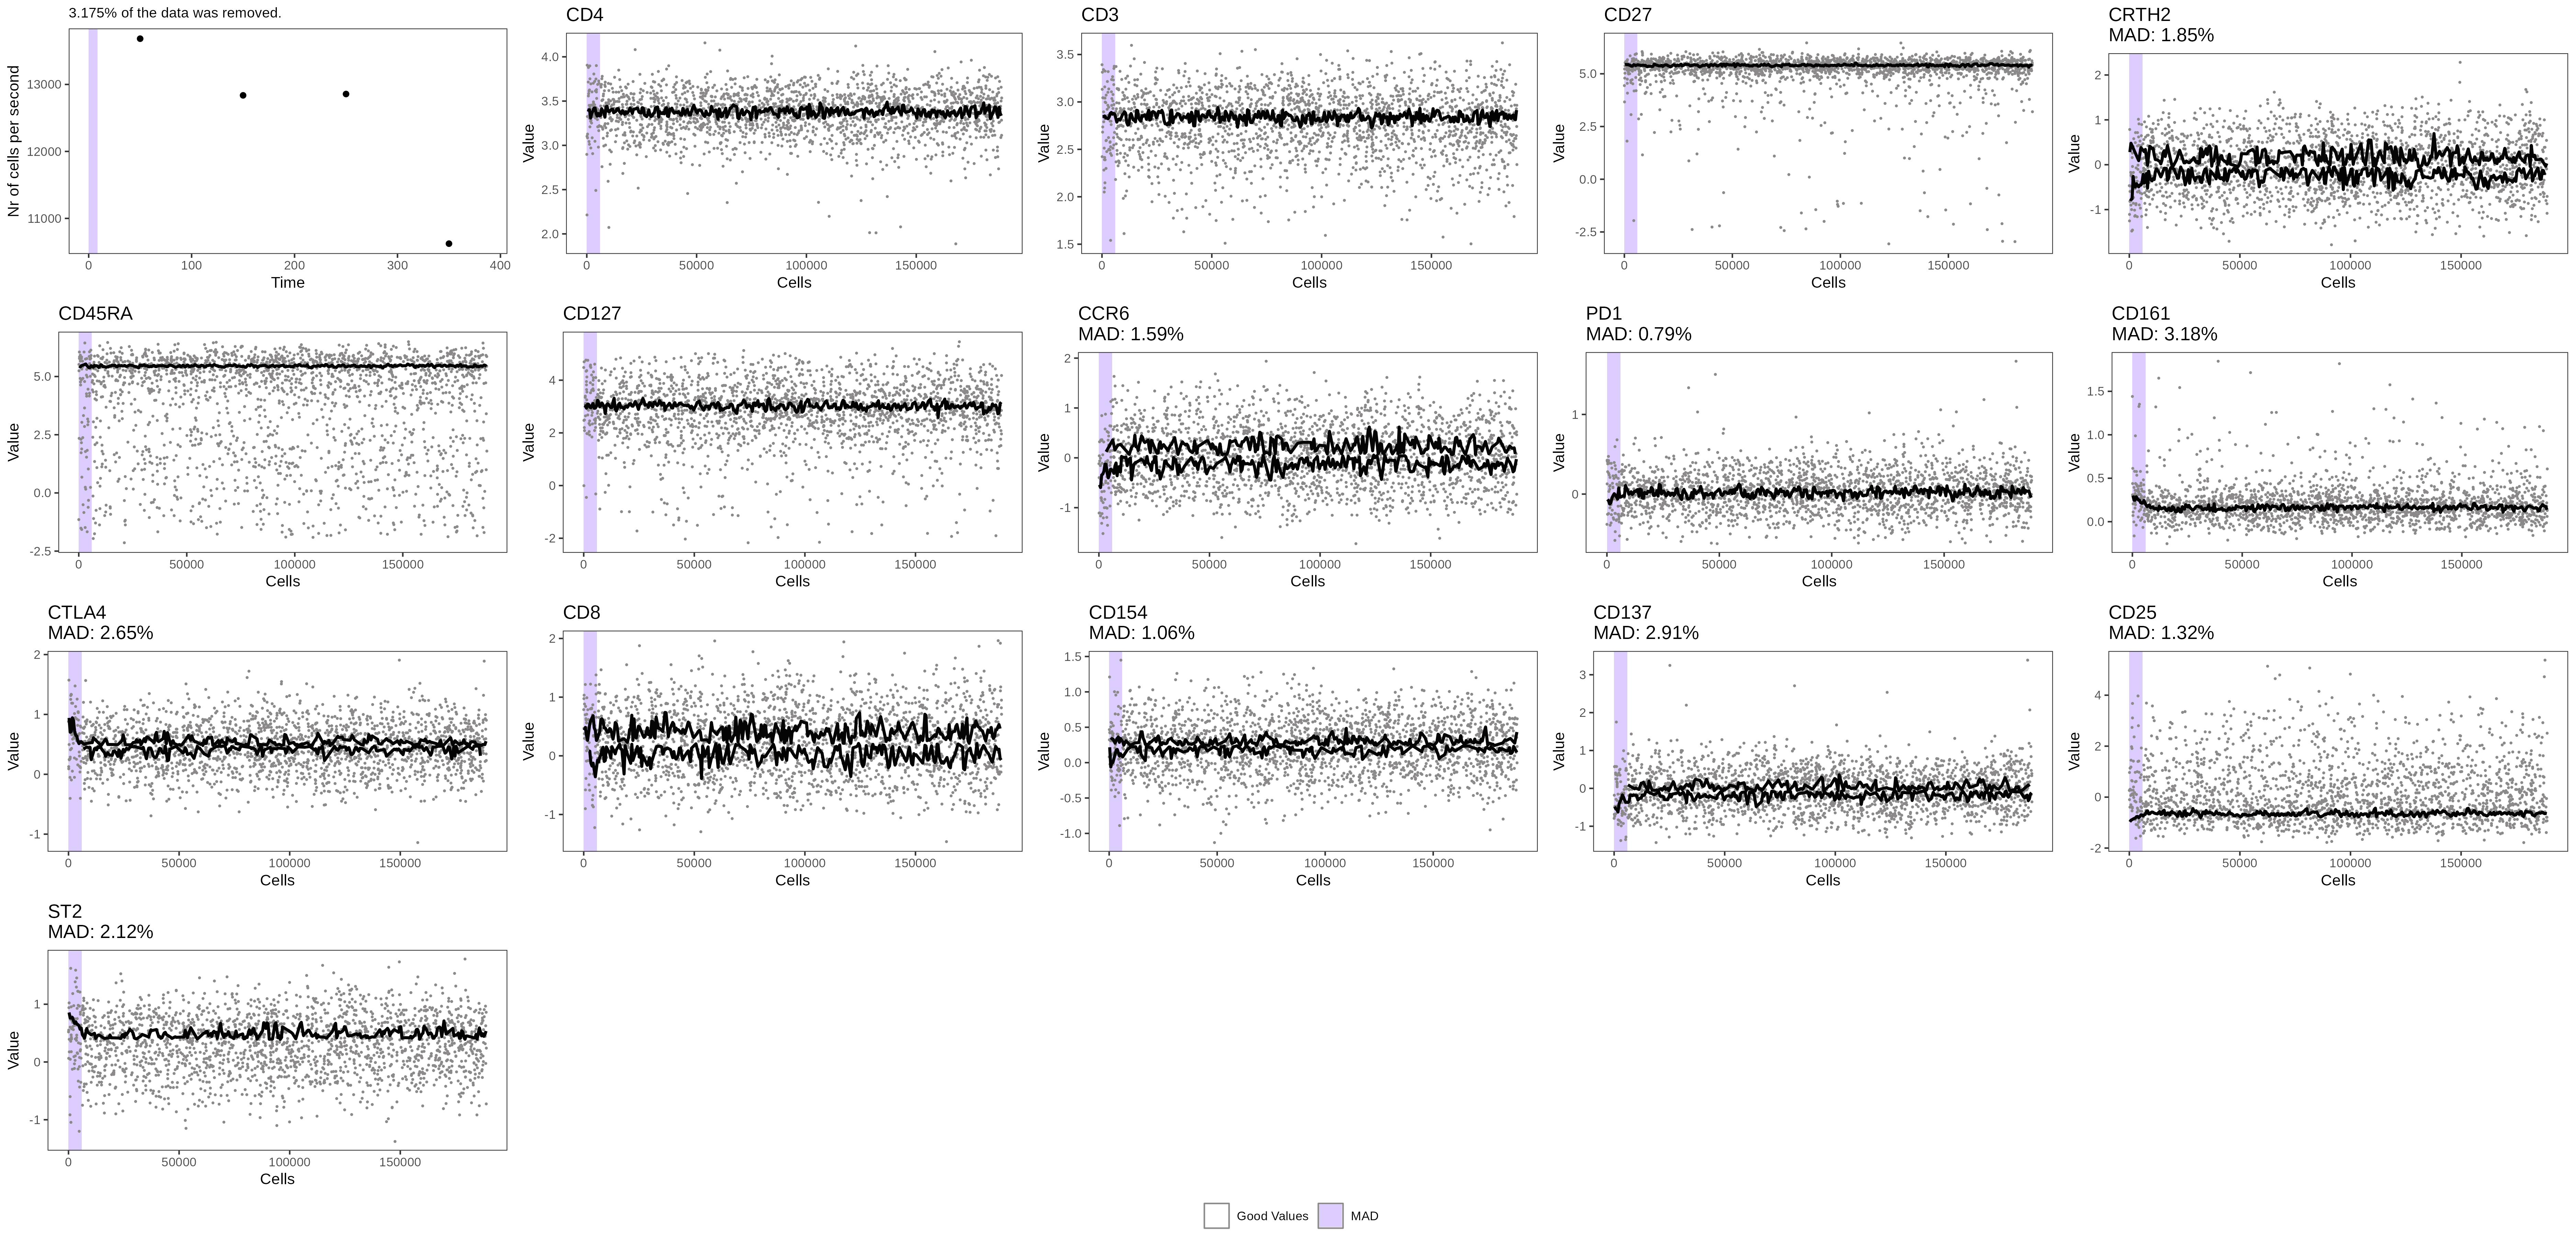 3.175% of the data was removed.
Nr of cells per second
13000
12000
11000
0 100 200 300 400
Time
CD4
Value
4.0
3.5
3.0
2.5
2.0
0 50000 100000 150000
Cells
CD3
Value
3.5
3.0
2.5
2.0
1.5
0 50000 100000 150000
Cells
CD27
Value
5.0
2.5
0.0
-2.5
0 50000 100000 150000
Cells
CRTH2
MAD: 1.85%
Value
2
1
0
-1
0 50000 100000 150000
Cells
CD45RA
Value
5.0
2.5
0.0
-2.5
0 50000 100000 150000
Cells
CD127
Value
4
2
0
-2
0 50000 100000 150000
Cells
CCR6
MAD: 1.59%
Value
2
1
0
-1
0 50000 100000 150000
Cells
PD1
MAD: 0.79%
Value
1
0
0 50000 100000 150000
Cells
CD161
MAD: 3.18%
Value
1.5
1.0
0.5
0.0
0 50000 100000 150000
Cells
CTLA4
MAD: 2.65%
Value
2
1
0
-1
0 50000 100000 150000
Cells
CD8
Value
2
1
0
-1
0 50000 100000 150000
Cells
CD154
MAD: 1.06%
Value
1.5
1.0
0.5
0.0
-0.5
-1.0
0 50000 100000 150000
Cells
CD137
MAD: 2.91%
Value
3
2
1
0
-1
0 50000 100000 150000
Cells
CD25
MAD: 1.32%
Value
4
2
0
-2
0 50000 100000 150000
Cells
ST2
MAD: 2.12%
Value
1
0
-1
0 50000 100000 150000
Cells
Good Values MAD